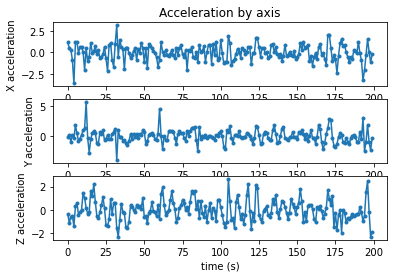 Acceleration by axis
X acceleration
2.5
0.0
−2.5
0 25 50 75 100 125 150 175 200
Y acceleration
5
0
0 25 50 75 100 125 150 175 200
Z acceleration
2
0
−2
0 25 50 75 100 125 150 175 200
time (s)